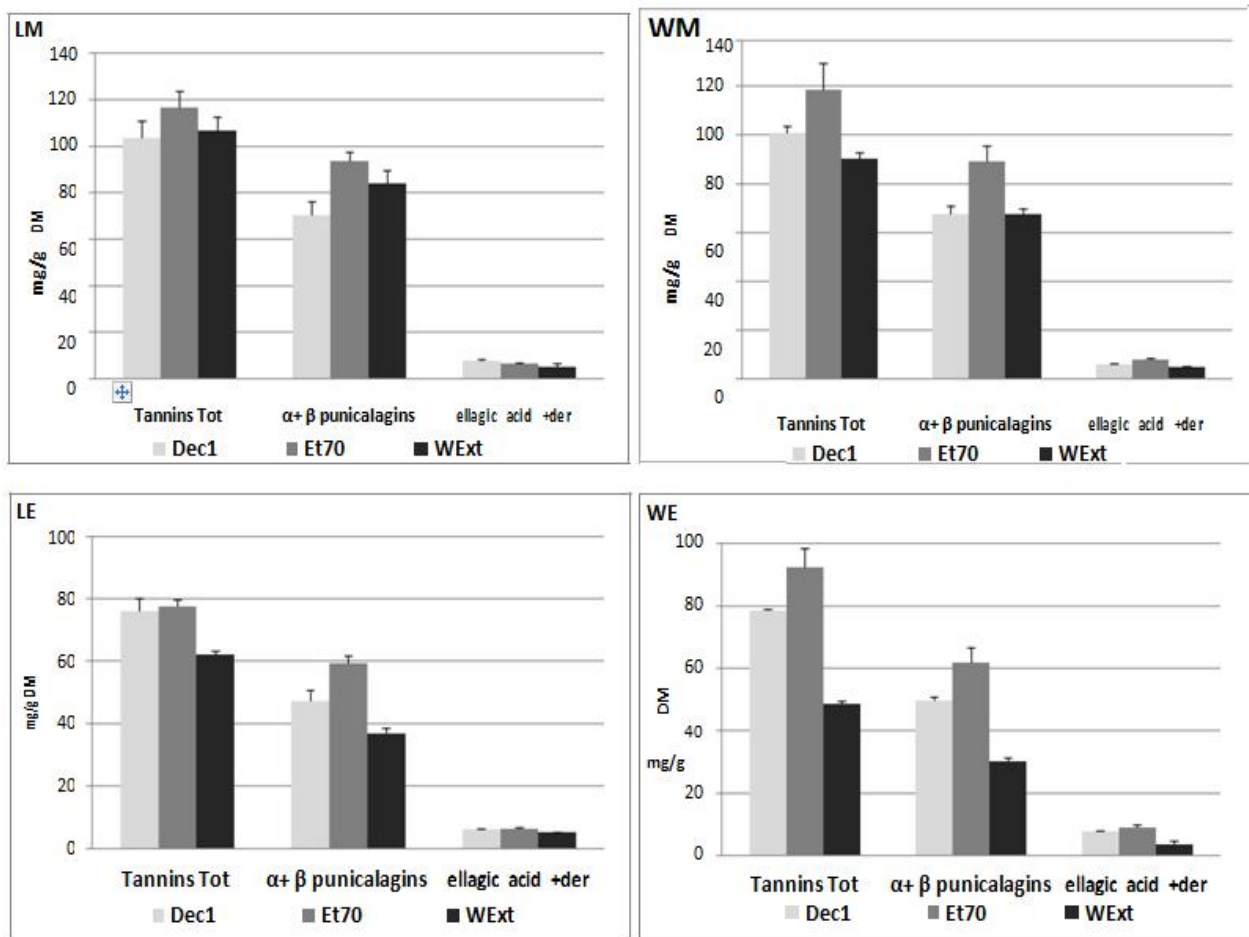 LM
140
120
100
80
60
40
20
0
mg/g DM
Tannins Tot α+ β punicalagins ellagic acid +der
Dec1 Et70 WExt
WM
140
120
100
80
60
40
20
0
mg/g DM
Tannins Tot α+ β punicalagins ellagic acid +der
Dec1 Et70 WExt
LE
100
80
60
40
20
0
mg/g DM
Tannins Tot α+ β punicalagins ellagic acid +der
Dec1 Et70 WExt
WE
100
80
60
40
20
0
DM
mg/g
Tannins Tot α+ β punicalagins ellagic acid +der
Dec1 Et70 WExt